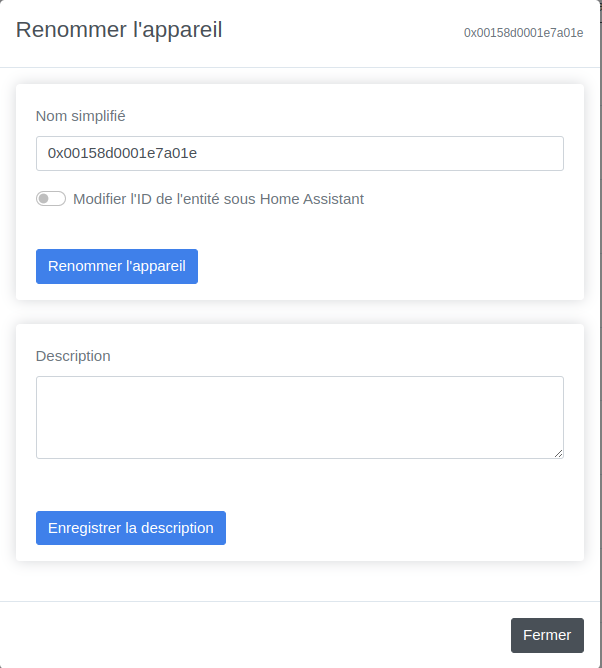 Renommer l'appareil
0x00158d0001e7a01e
Nom simplifié
0x00158d0001e7a01e
Modifier l'ID de l'entité sous Home Assistant
Renommer l'appareil
Description
Enregistrer la description
Fermer